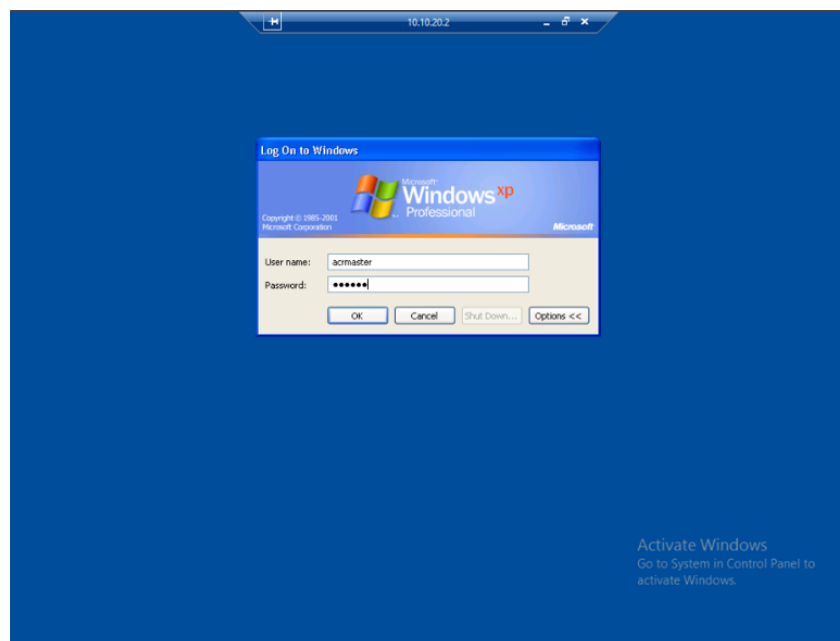 10.10.20.2
Log On to Windows
Microsoft
Windows xp
Professional
Copyright © 1985-2001
Microsoft Corporation
Microsoft
User name: acrmaster
Password: ●●●●●●
OK Cancel Shut Down... Options <<
Activate Windows
Go to System in Control Panel to
activate Windows.